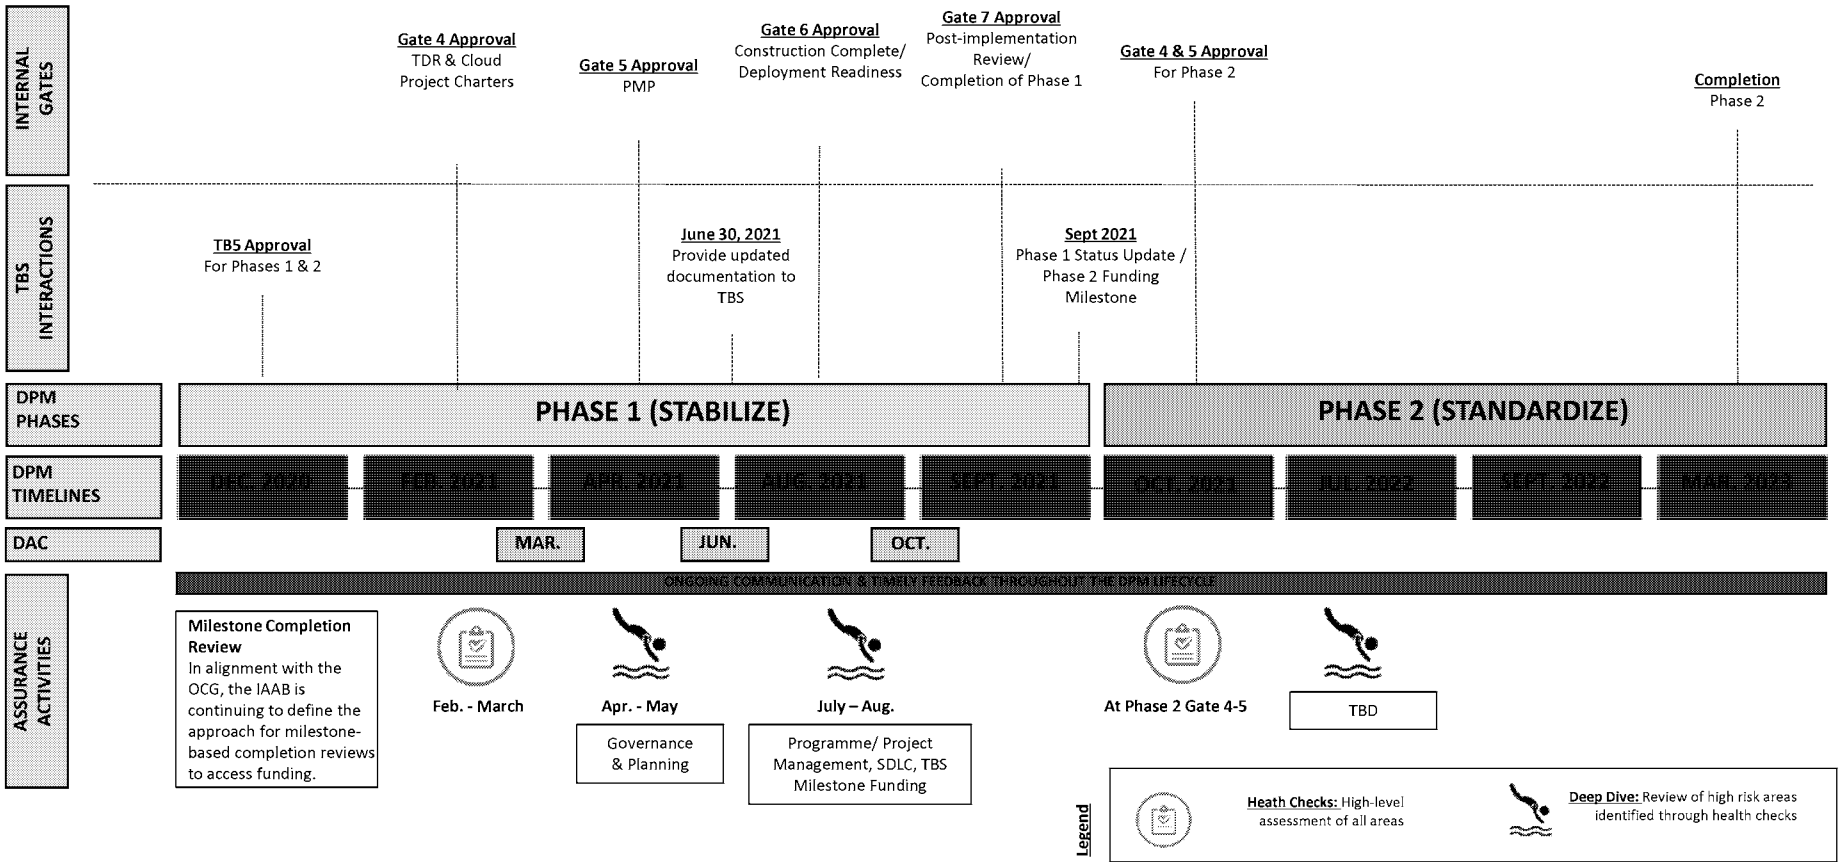 INTERNAL
GATES
Gate 4 Approval
TDR & Cloud
Project Charters
Gate 5 Approval
PMP
Gate 6 Approval
Construction Complete/
Deployment Readiness
Gate 7 Approval
Post-implementation
Review/
Completion of Phase 1
Gate 4 & 5 Approval
For Phase 2
Completion
Phase 2
TBS
INTERACTIONS
TB5 Approval
For Phases 1 & 2
June 30, 2021
Provide updated
documentation to
TBS
Sept 2021
Phase 1 Status Update /
Phase 2 Funding
Milestone
DPM
PHASES
PHASE 1 (STABILIZE)
PHASE 2 (STANDARDIZE)
DPM
TIMELINES
DEC. 2020
FEB. 2021
APR. 2021
AUG. 2021
SEPT. 2021
OCT. 2021
JUL. 2022
SEPT. 2022
MAR. 2023
DAC
MAR.
JUN.
OCT.
ONGOING COMMUNICATION & TIMELY FEEDBACK THROUGHOUT THE DPM LIFECYCLE
ASSURANCE
ACTIVITIES
Milestone Completion
Review
In alignment with the
OCG, the IAAB is
continuing to define the
approach for milestone-
based completion reviews
to access funding.
Feb. - March
Apr. - May
Governance
& Planning
July – Aug.
Programme/ Project
Management, SDLC, TBS
Milestone Funding
At Phase 2 Gate 4-5
TBD
Legend
Heath Checks: High-level
assessment of all areas
Deep Dive: Review of high risk areas
identified through health checks